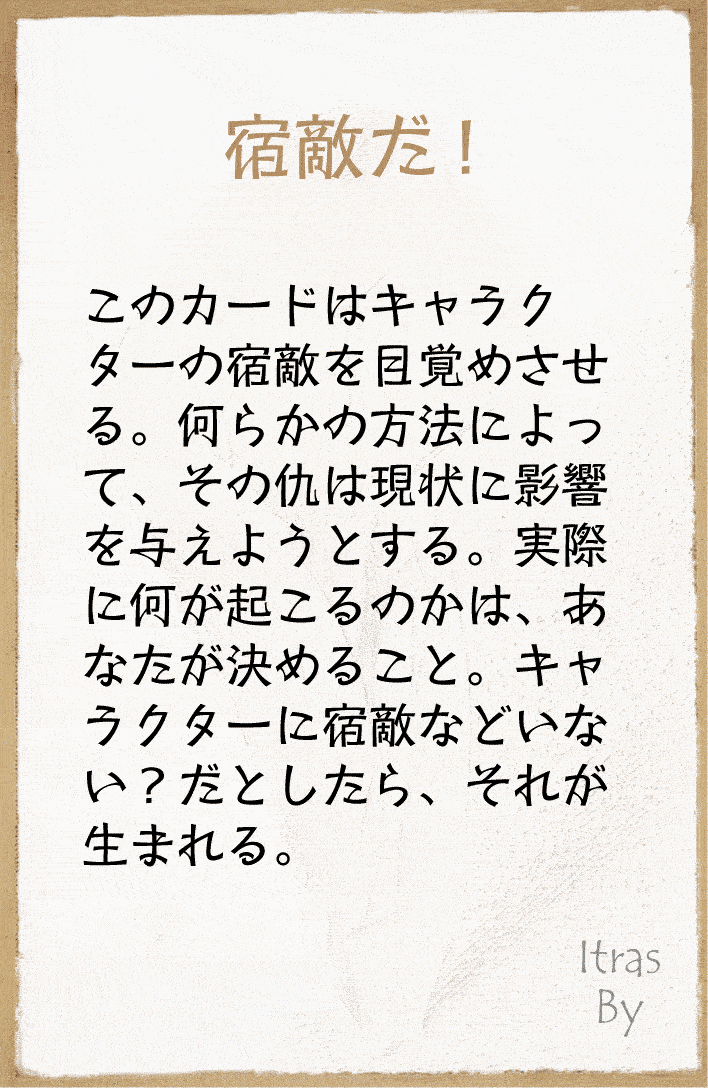 宿敵だ！
このカードはキャラク
ターの宿敵を目覚めさせ
る。何らかの方法によっ
て、その仇は現状に影響
を与えようとする。実際
に何が起こるのかは、あ
なたが決めること。キャ
ラクターに宿敵などいな
い？だとしたら、それが
生まれる。
Itras
By